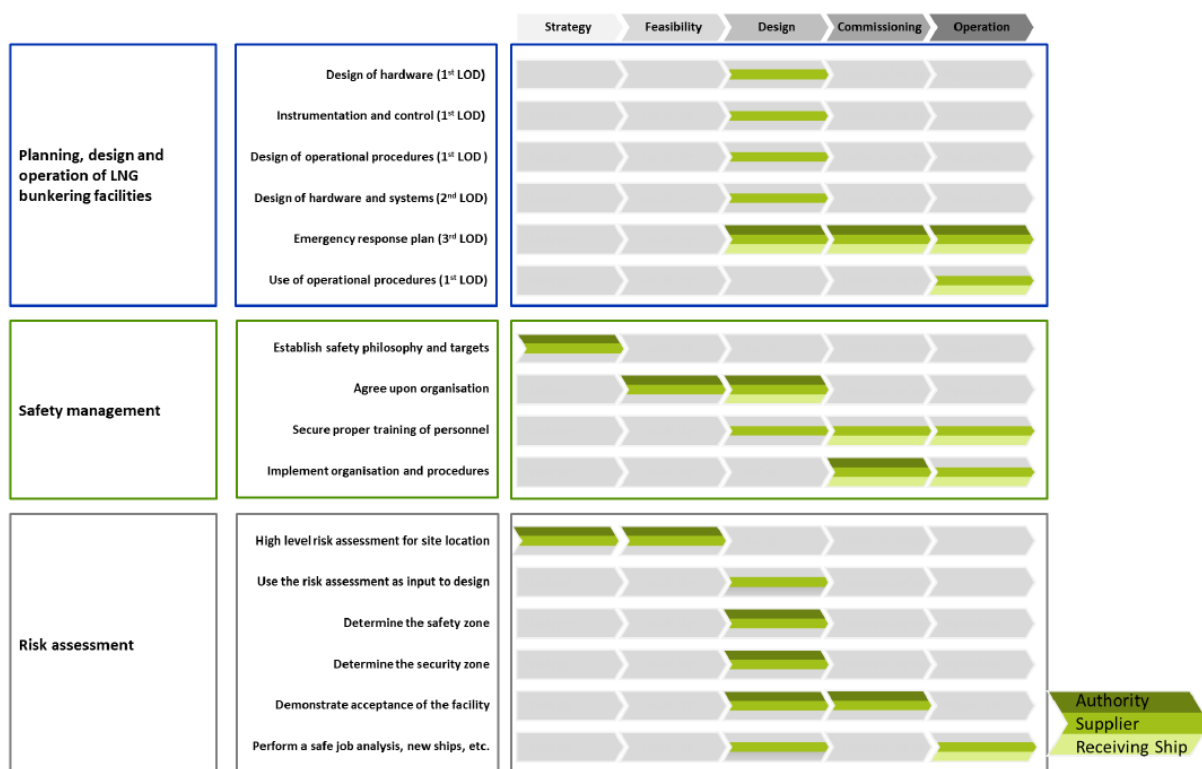 Strategy
Feasibility
Design
Commissioning
Operation
Planning, design and
operation of LNG
bunkering facilities
Design of hardware (1st LOD)
Instrumentation and control (1st LOD)
Design of operational procedures (1st LOD )
Design of hardware and systems (2nd LOD)
Emergency response plan (3rd LOD)
Use of operational procedures (1st LOD)
Safety management
Establish safety philosophy and targets
Agree upon organisation
Secure proper training of personnel
Implement organisation and procedures
Risk assessment
High level risk assessment for site location
Use the risk assessment as input to design
Determine the safety zone
Determine the security zone
Demonstrate acceptance of the facility
Perform a safe job analysis, new ships, etc.
Authority
Supplier
Receiving Ship